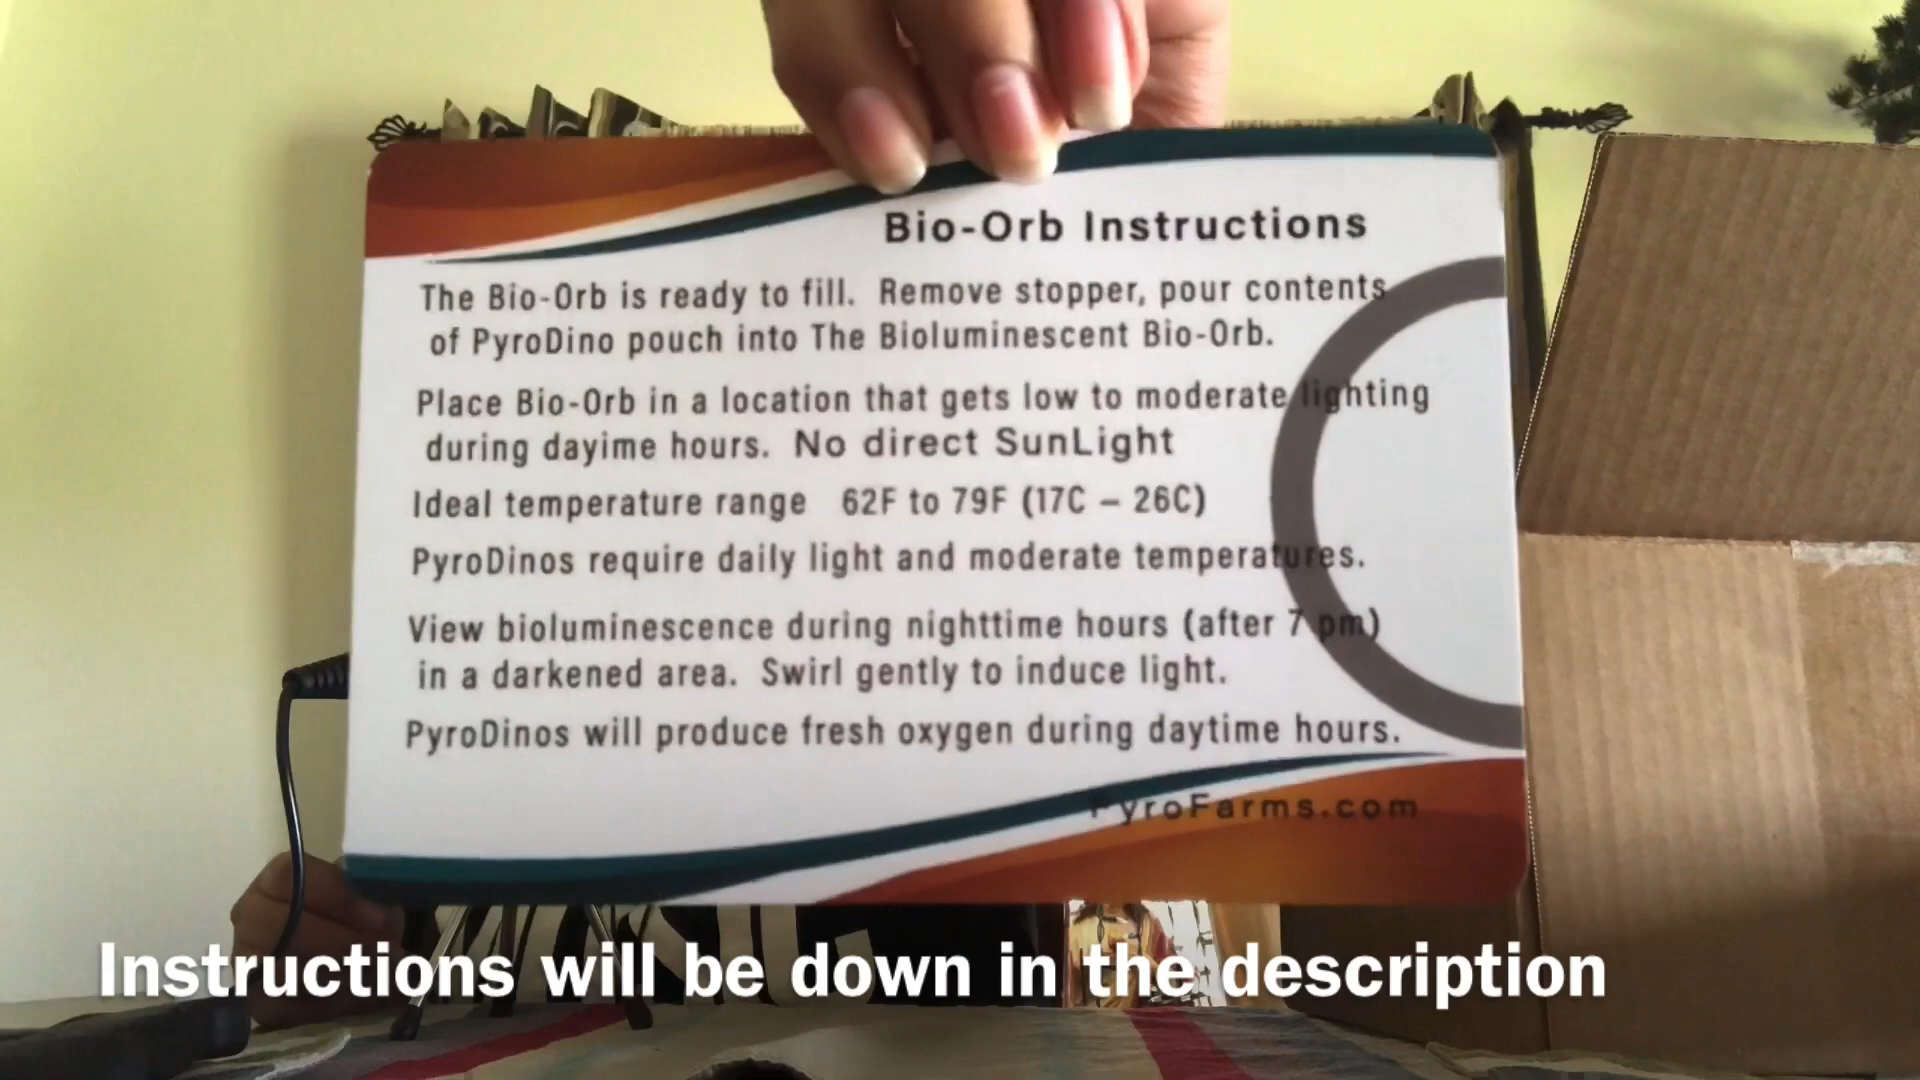 Bio-Orb Instructions
The Bio-Orb is ready to fill. Remove stopper, pour contents
of PyroDino pouch into The Bioluminescent Bio-Orb.
Place Bio-Orb in a location that gets low to moderate lighting
during dayime hours. No direct SunLight
Ideal temperature range 62F to 79F (17C – 26C)
PyroDinos require daily light and moderate temperatures.
View bioluminescence during nighttime hours (after 7 pm)
in a darkened area. Swirl gently to induce light.
PyroDinos will produce fresh oxygen during daytime hours.
PyroFarms.com
Instructions will be down in the description